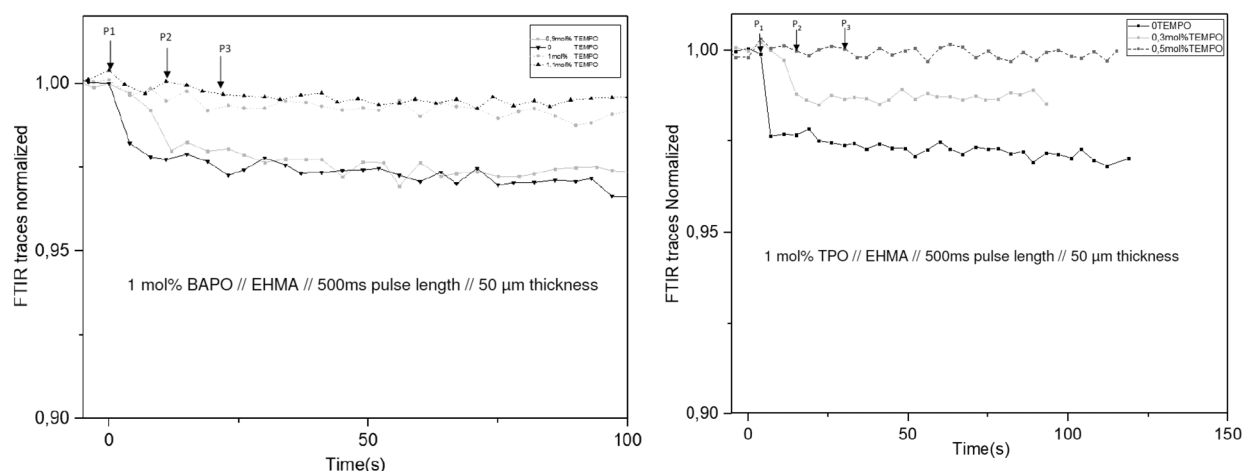 P1
P2
P3
0 TEMPO
1mol% TEMPO
1.1mol% TEMPO
1,00
0,95
0,90
FTIR traces normalized
1 mol% BAPO // EHMA // 500ms pulse length // 50 µm thickness
0
50
100
Time(s)
P1
P2
P3
0TEMPO
0,3mol%TEMPO
0,5mol%TEMPO
1,00
0,95
0,90
FTIR traces Normalized
1 mol% TPO // EHMA // 500ms pulse length // 50 µm thickness
0
50
100
150
Time(s)